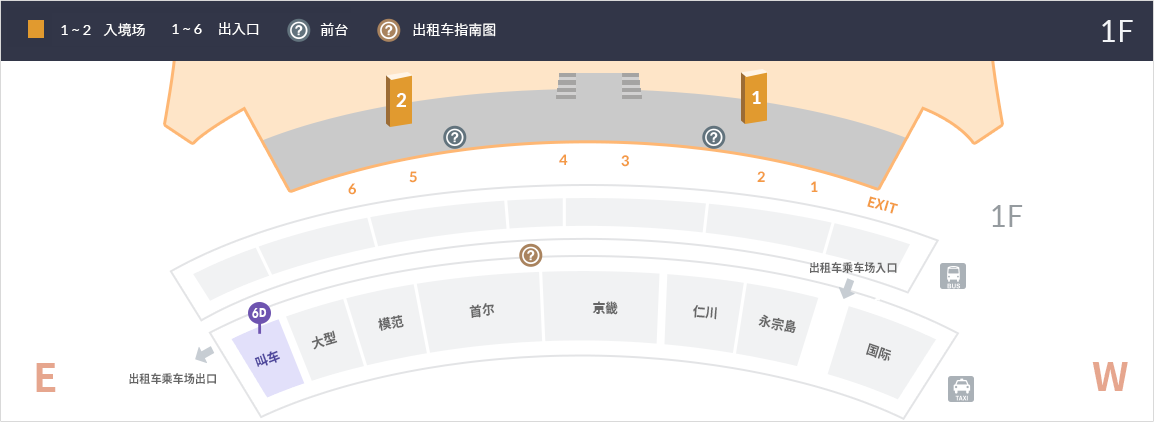 1 ~ 2 入境场 1 ~ 6 出入口 ? 前台 ? 出租车指南图 1F
2 1
? ?
4 3
6 5 2 1
EXIT
1F
?
出租车乘车场入口
BUS
6D
叫车 大型 模范 首尔 京畿 仁川 永宗島 国际
出租车乘车场出口
E W
TAXI